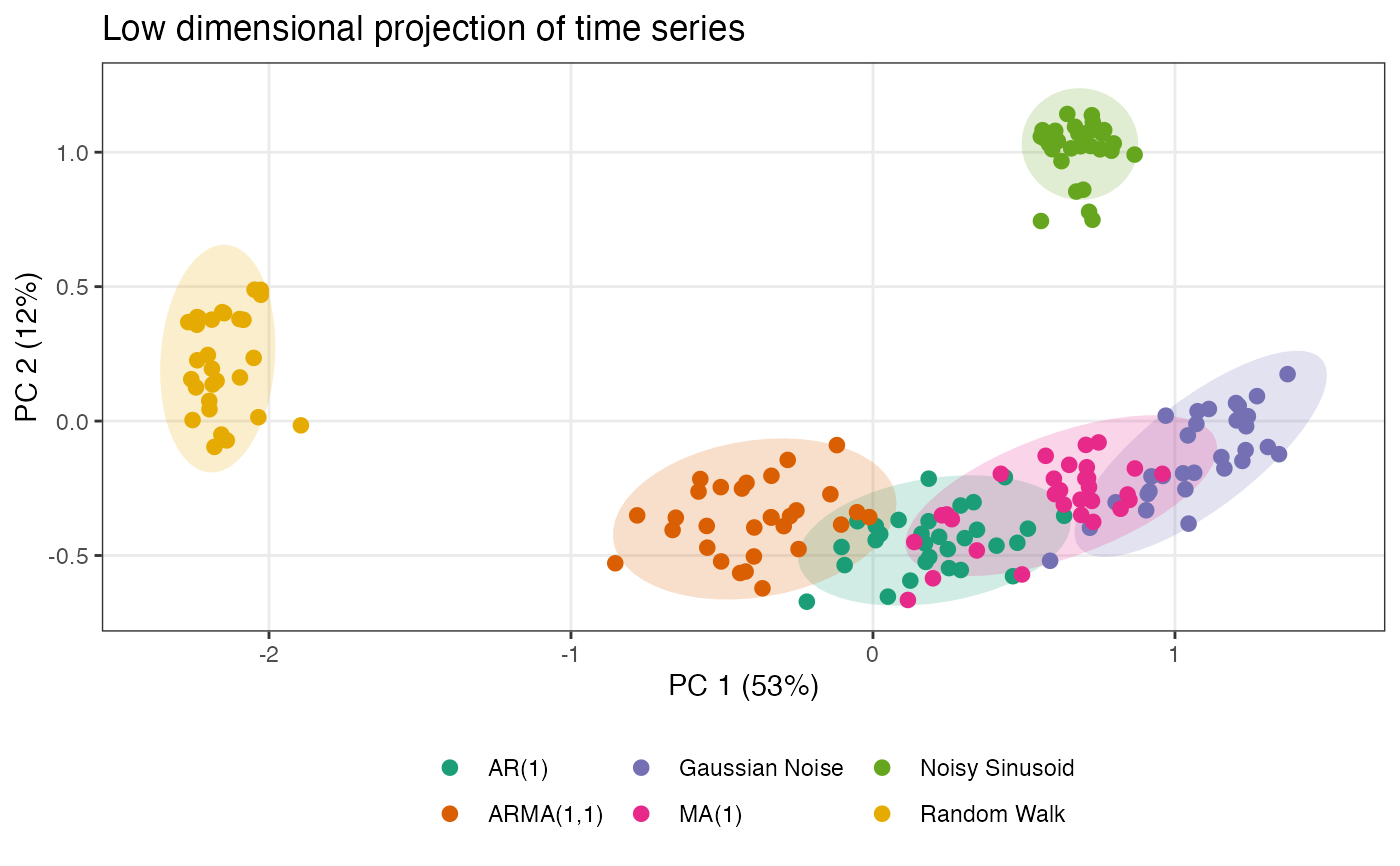 Low dimensional projection of time series
PC 2 (12%)
1.0
0.5
0.0
-0.5
-2 -1 0 1
PC 1 (53%)
AR(1) Gaussian Noise Noisy Sinusoid
ARMA(1,1) MA(1) Random Walk